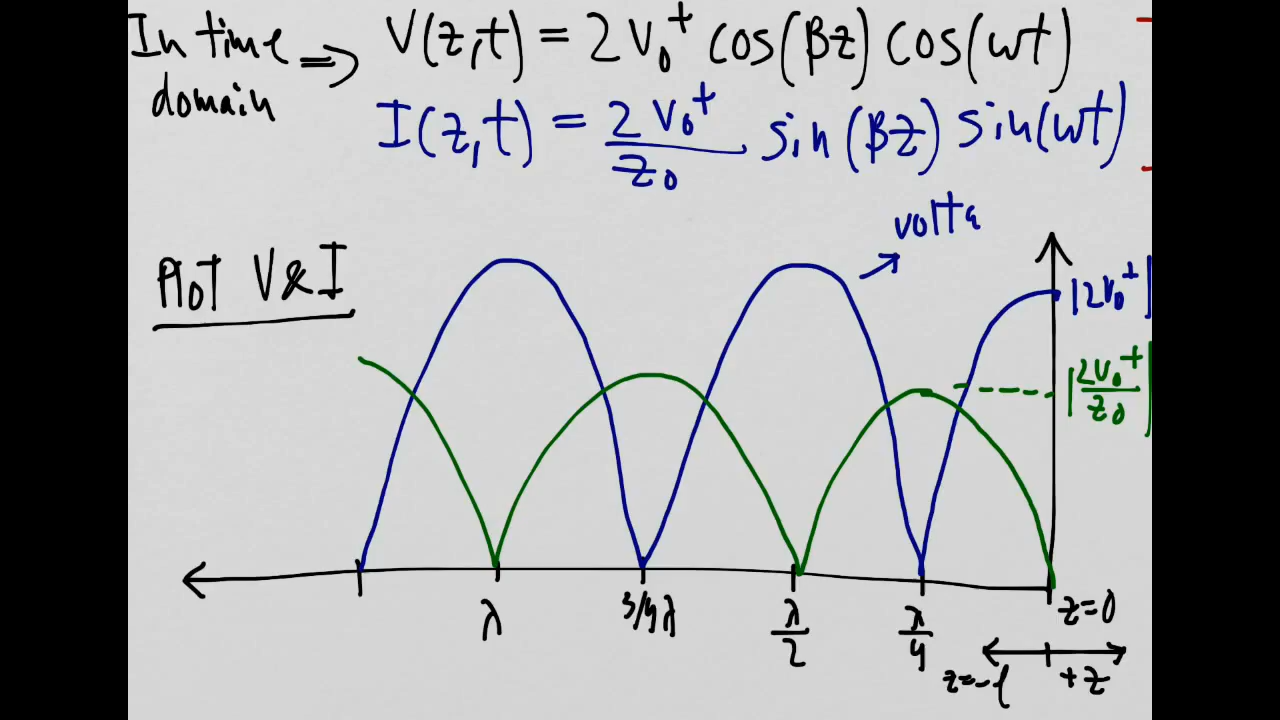 In time ⇒ V(z,t) = 2V₀⁺ cos(βz) cos(ωt)
domain I(z,t) = 2V₀⁺/Z₀ sin(βz) sin(ωt)
volta
Plot V&I
|2V₀⁺|
|2V₀⁺/Z₀|
λ 3/4λ λ/2 λ/4 z=0
z=-l +z